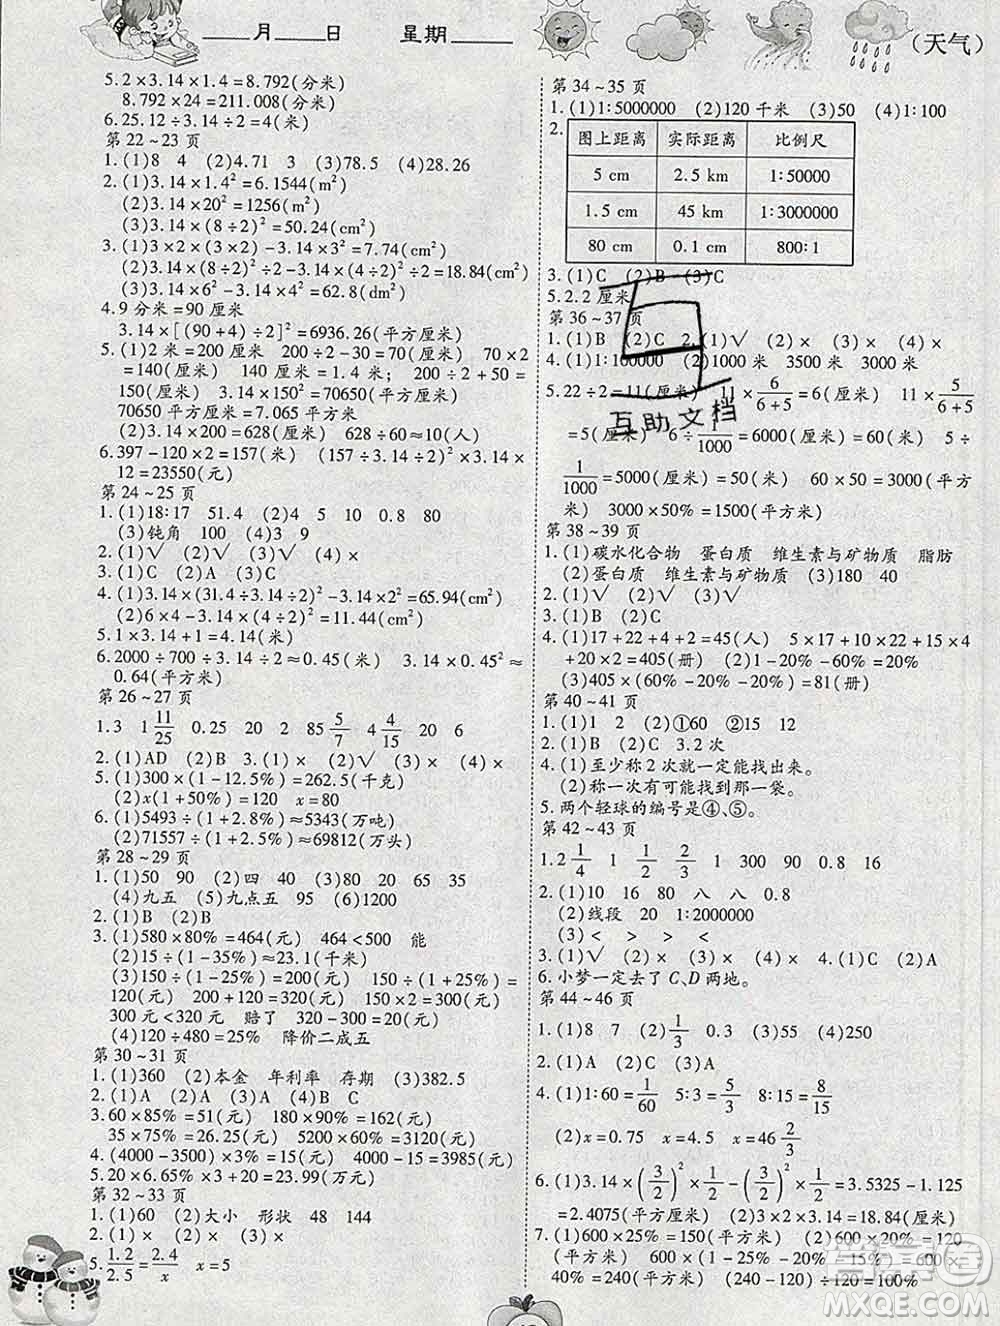 ____月____日 星期____ (天气)
5.2×3.14×1.4=8.792(分米)
8.792×24=211.008(分米)
6.25.12÷3.14÷2=4(米)
第22~23页
1.(1)8 4 (2)4.71 3 (3)78.5 (4)28.26
2.(1)3.14×1.4²=6.1544(m²)
(2)3.14×20²=1256(m²)
(3)3.14×(8÷2)²=50.24(m²)
3.(1)3×2×(3×2)-3.14×3²=7.74(cm²)
(2)3.14×(8÷2)²÷2-3.14×(4÷2)²÷2=18.84(cm²)
(3)3.14×6²-3.14×4²=62.8(dm²)
4.9分米=90厘米
3.14×[(90+4)÷2]²=6936.26(平方厘米)
5.(1)2米=200厘米 200÷2-30=70(厘米) 70×2
=140(厘米) 140厘米=1.4米 200÷2+50=
150(厘米) 3.14×150²=70650(平方厘米)
70650平方厘米=7.065平方米
(2)3.14×200=628(厘米) 628÷60≈10(人)
6.397-120×2=157(米) (157÷3.14÷2)²×3.14×
12=23550(元)
第24~25页
1.(1)18∶17 51.4 (2)4 5 10 0.8 80
(3)钝角 100 (4)3 9
2.(1)√ (2)√ (3)√ (4)×
3.(1)C (2)A (3)C
4.(1)3.14×(31.4÷3.14÷2)²-3.14×2²=65.94(cm²)
(2)6×4-3.14×(4÷2)²=11.44(cm²)
5.1×3.14+1=4.14(米)
6.2000÷700÷3.14÷2≈0.45(米) 3.14×0.45²≈
0.64(平方米)
第26~27页
1.3 1 11/25 0.25 20 2 85 5/7 4 4/15 20 6
2.(1)AD (2)B 3.(1)× (2)× (3)√ (4)×
5.(1)300×(1-12.5%)=262.5(千克)
(2)x(1+50%)=120 x=80
6.(1)5493÷(1+2.8%)≈5343(万吨)
(2)71557÷(1+2.5%)≈69812(万头)
第28~29页
1.(1)50 90 (2)四 40 (3)80 20 65 35
(4)九五 (5)九点五 95 (6)1200
2.(1)B (2)B
3.(1)580×80%=464(元) 464<500 能
(2)15÷(1-35%)≈23.1(千米)
(3)150÷(1-25%)=200(元) 150÷(1+25%)=
120(元) 200+120=320(元) 150×2=300(元)
300元<320元 赔了 320-300=20(元)
(4)120÷480=25% 降价二成五
第30~31页
1.(1)360 (2)本金 年利率 存期 (3)382.5
2.(1)A (2)A (3)A (4)B C
3.60×85%=51(元) 180×90%=162(元)
35×75%=26.25(元) 5200×60%=3120(元)
4.(4000-3500)×3%=15(元) 4000-15=3985(元)
5.20×6.65%×3+20=23.99(万元)
第32~33页
1.(1)60 (2)大小 形状 48 144
2.(1)× (2)× (3)×
5.1.2/2.5=2.4/x x=5
第34~35页
1.(1)1∶5000000 (2)120千米 (3)50 (4)1∶100
2.
图上距离 实际距离 比例尺
5 cm 2.5 km 1∶50000
1.5 cm 45 km 1∶3000000
80 cm 0.1 cm 800∶1
3.(1)C (2)B (3)C
5.2.2厘米
第36~37页
1.(1)B (2)C 2.(1)√ (2)× (3)× (4)×
4.(1)1∶100000 (2)1000米 3500米 3000米
5.22÷2=11(厘米) 11×6/(6+5)=6(厘米) 11×5/(6+5)
=5(厘米) 6÷1/1000=6000(厘米)=60(米) 5÷
1/1000=5000(厘米)=50(米) 60×50=3000(平方
米) 3000×50%=1500(平方米)
互助文档
第38~39页
1.(1)碳水化合物 蛋白质 维生素与矿物质 脂肪
(2)蛋白质 维生素与矿物质 (3)180 40
2.(1)√ (2)× (3)√
3.(1)B (2)C
4.(1)17+22+4+2=45(人) 5×17+22×10+15×4
+20×2=405(册) (2)1-20%-60%=20%
(3)405×(1-20%-60%)=81(册)
第40~41页
1.(1)1 2 (2)①60 ②15 12
2.(1)B (2)C 3.2次
4.(1)至少称2次就一定能找出来。
(2)称一次有可能找到那一袋。
5.两个轻球的编号是④、⑤。
第42~43页
1.2 1/4 1 1/2 2/3 1 300 90 0.8 16
2.(1)10 16 80 八 八 0.8
(2)线段 20 1∶2000000
(3)< > > <
3.(1)√ (2)× (3)× 4.(1)C (2)A
6.小梦一定去了C、D两地。
第44~46页
1.(1)8 7 (2)1/3 0.3 (3)55 (4)250
2.(1)A (2)C (3)A
4.(1)1∶60=1/60 5∶3=5/3 8∶15=8/15
(2)x=0.75 x=4.5 x=46 2/3
6.(1)3.14×(3/2)²×1/2-(3/2)²×1/2=3.5325-1.125
=2.4075(平方厘米) (2)3×2×3.14=18.84(厘米)
7.(1)600×25%=150(平方米) 600×20%=120
(平方米) 600×(1-25%-20%-15%)=600×
40%=240(平方米) (2)(240-120)÷120=100%
答案圈
MXQE.COM